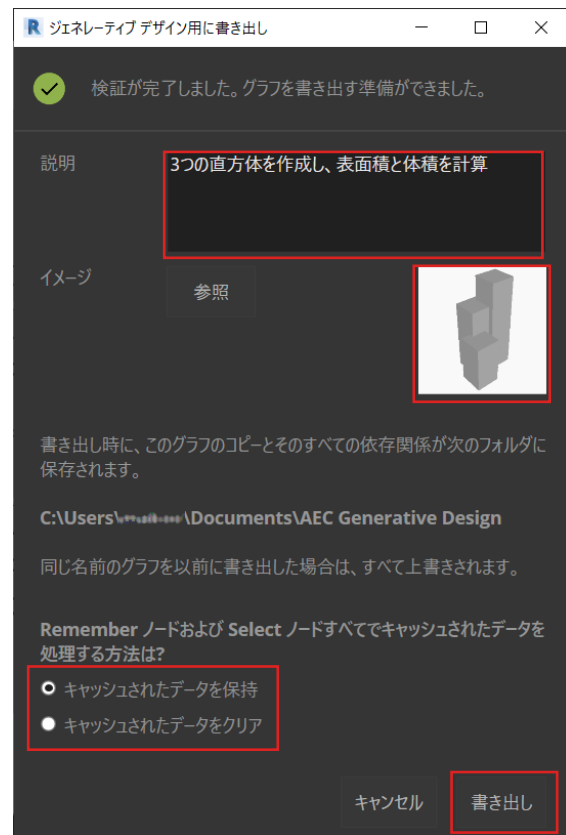 ジェネレーティブ デザイン用に書き出し
検証が完了しました。グラフを書き出す準備ができました。
説明
3つの直方体を作成し、表面積と体積を計算
イメージ
参照
書き出し時に、このグラフのコピーとそのすべての依存関係が次のフォルダに
保存されます。
C:\Users\ \Documents\AEC Generative Design
同じ名前のグラフを以前に書き出した場合は、すべて上書きされます。
Remember ノードおよび Select ノードすべてでキャッシュされたデータを
処理する方法は?
キャッシュされたデータを保持
キャッシュされたデータをクリア
キャンセル
書き出し